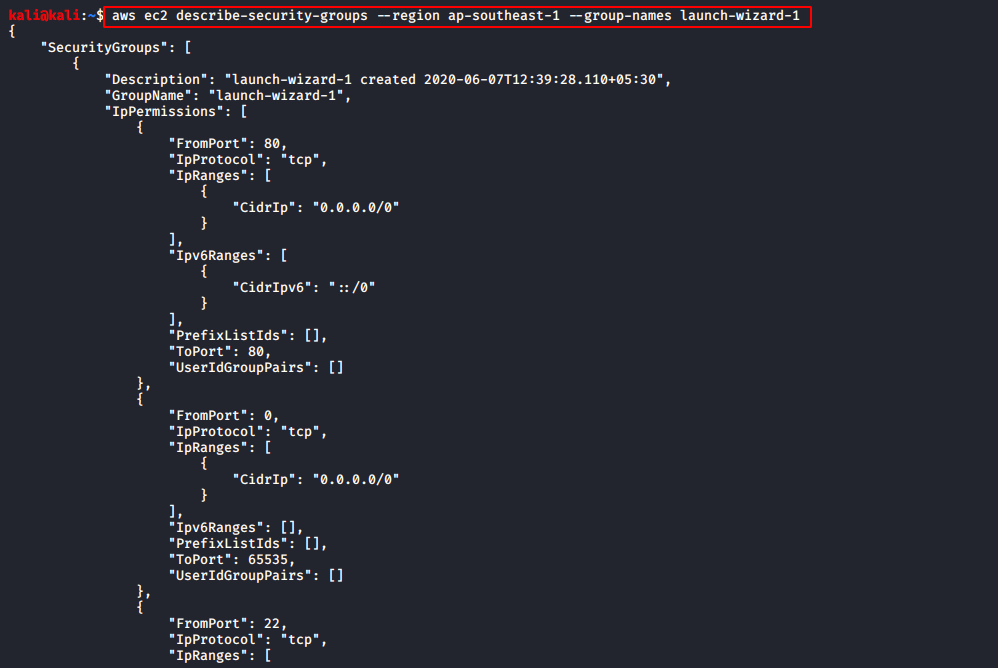 kali@kali:~$ aws ec2 describe-security-groups --region ap-southeast-1 --group-names launch-wizard-1
{
    "SecurityGroups": [
        {
            "Description": "launch-wizard-1 created 2020-06-07T12:39:28.110+05:30",
            "GroupName": "launch-wizard-1",
            "IpPermissions": [
                {
                    "FromPort": 80,
                    "IpProtocol": "tcp",
                    "IpRanges": [
                        {
                            "CidrIp": "0.0.0.0/0"
                        }
                    ],
                    "Ipv6Ranges": [
                        {
                            "CidrIpv6": "::/0"
                        }
                    ],
                    "PrefixListIds": [],
                    "ToPort": 80,
                    "UserIdGroupPairs": []
                },
                {
                    "FromPort": 0,
                    "IpProtocol": "tcp",
                    "IpRanges": [
                        {
                            "CidrIp": "0.0.0.0/0"
                        }
                    ],
                    "Ipv6Ranges": [],
                    "PrefixListIds": [],
                    "ToPort": 65535,
                    "UserIdGroupPairs": []
                },
                {
                    "FromPort": 22,
                    "IpProtocol": "tcp",
                    "IpRanges": [